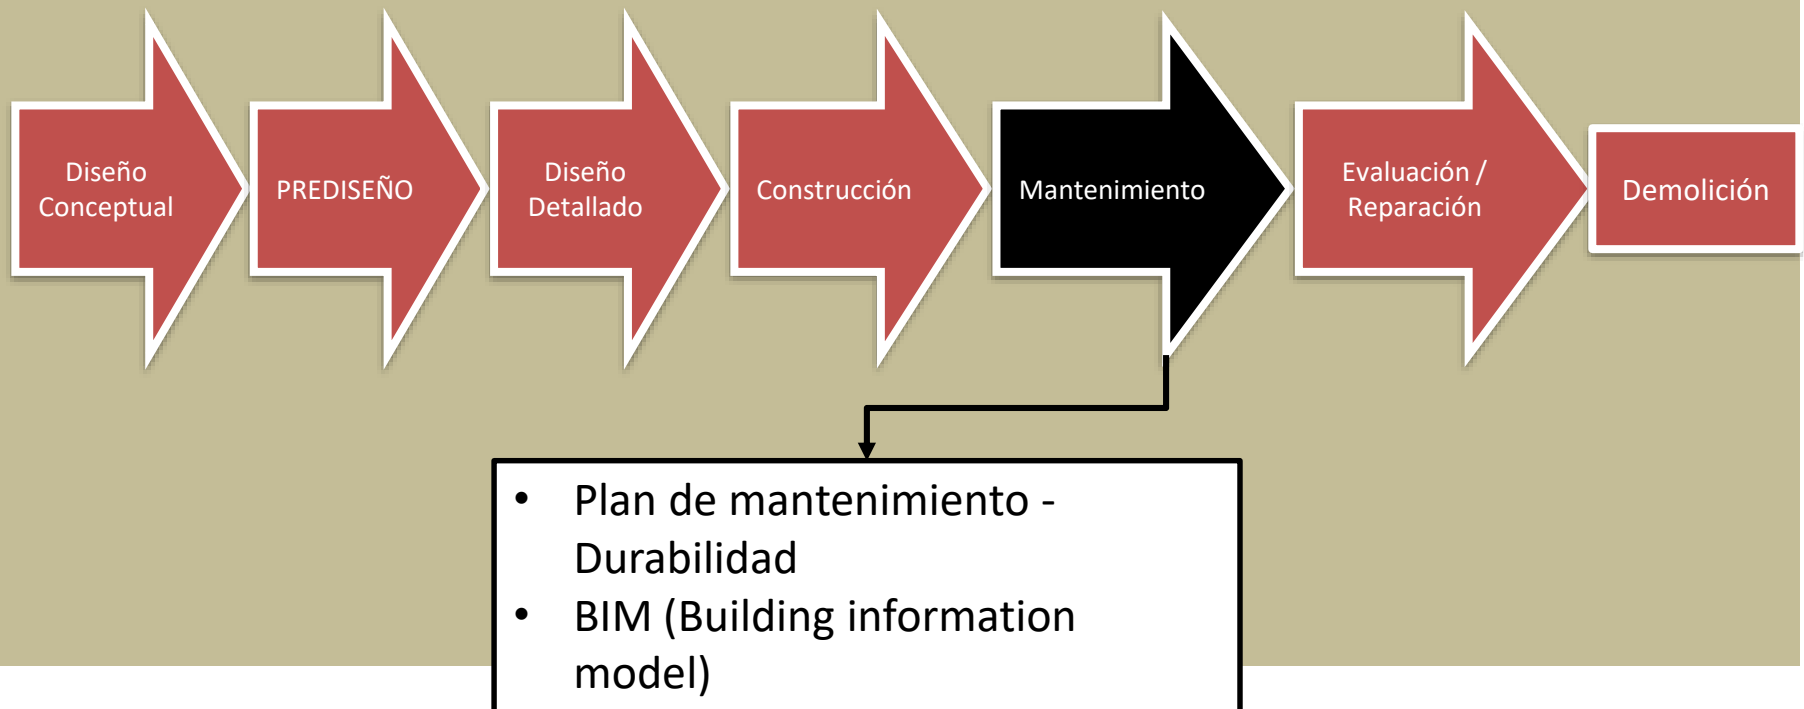 Diseño
Conceptual
PREDISEÑO
Diseño
Detallado
Construcción
Mantenimiento
Evaluación /
Reparación
Demolición
• Plan de mantenimiento -
Durabilidad
• BIM (Building information
model)